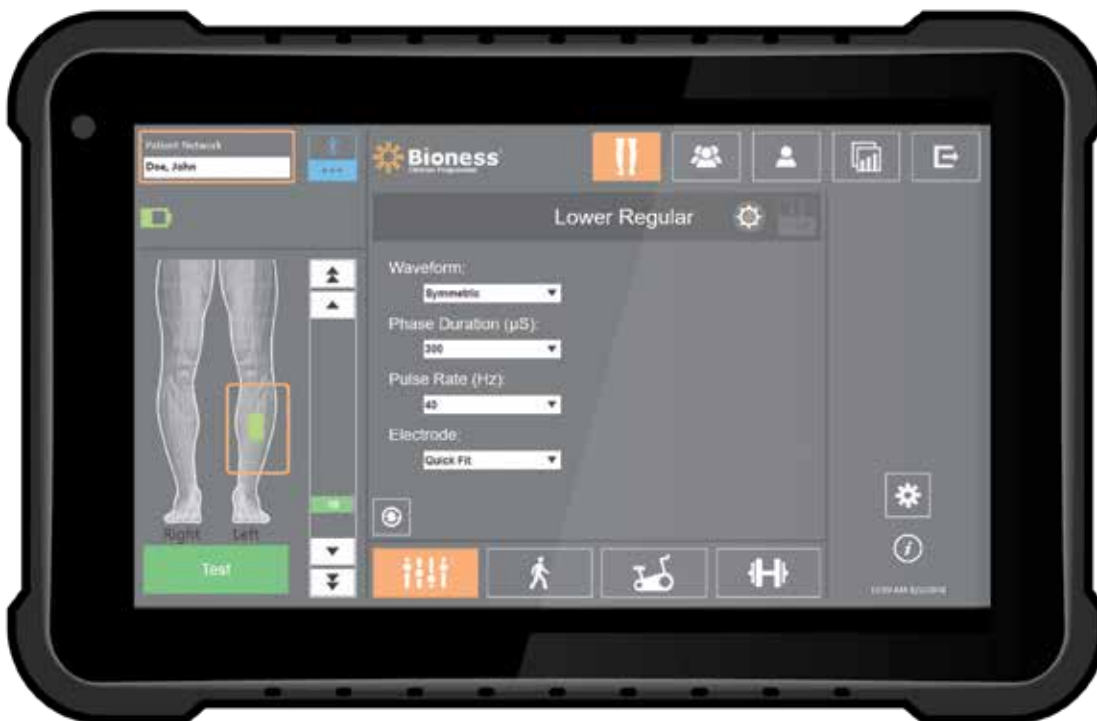 Patient Network
Doe, John
Bioness
Lower Regular
Waveform:
Symmetric
Phase Duration (µS):
300
Pulse Rate (Hz):
40
Electrode:
Quick Fit
Right
Left
Test